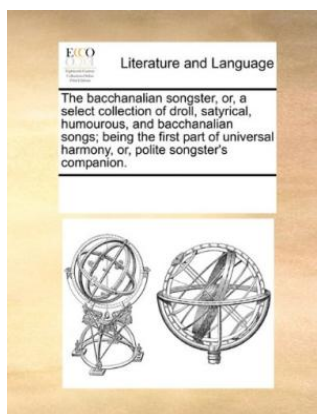 ECCO
Literature and Language
The bacchanalian songster, or, a
select collection of droll, satyrical,
humourous, and bacchanalian
songs; being the first part of universal
harmony, or, polite songster's
companion.